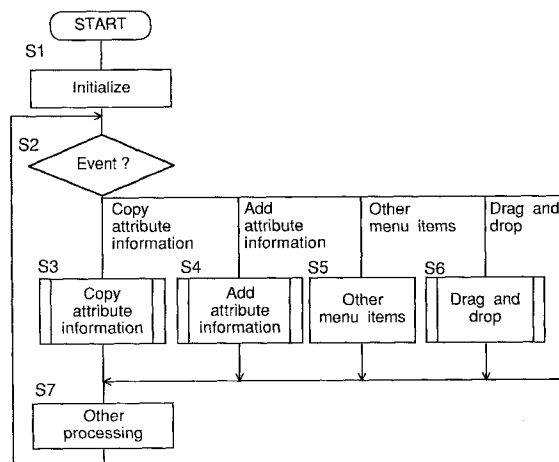 START
S1
Initialize
S2
Event ?
Copy
attribute
information
Add
attribute
information
Other
menu items
Drag and
drop
S3
Copy
attribute
information
S4
Add
attribute
information
S5
Other
menu items
S6
Drag and
drop
S7
Other
processing